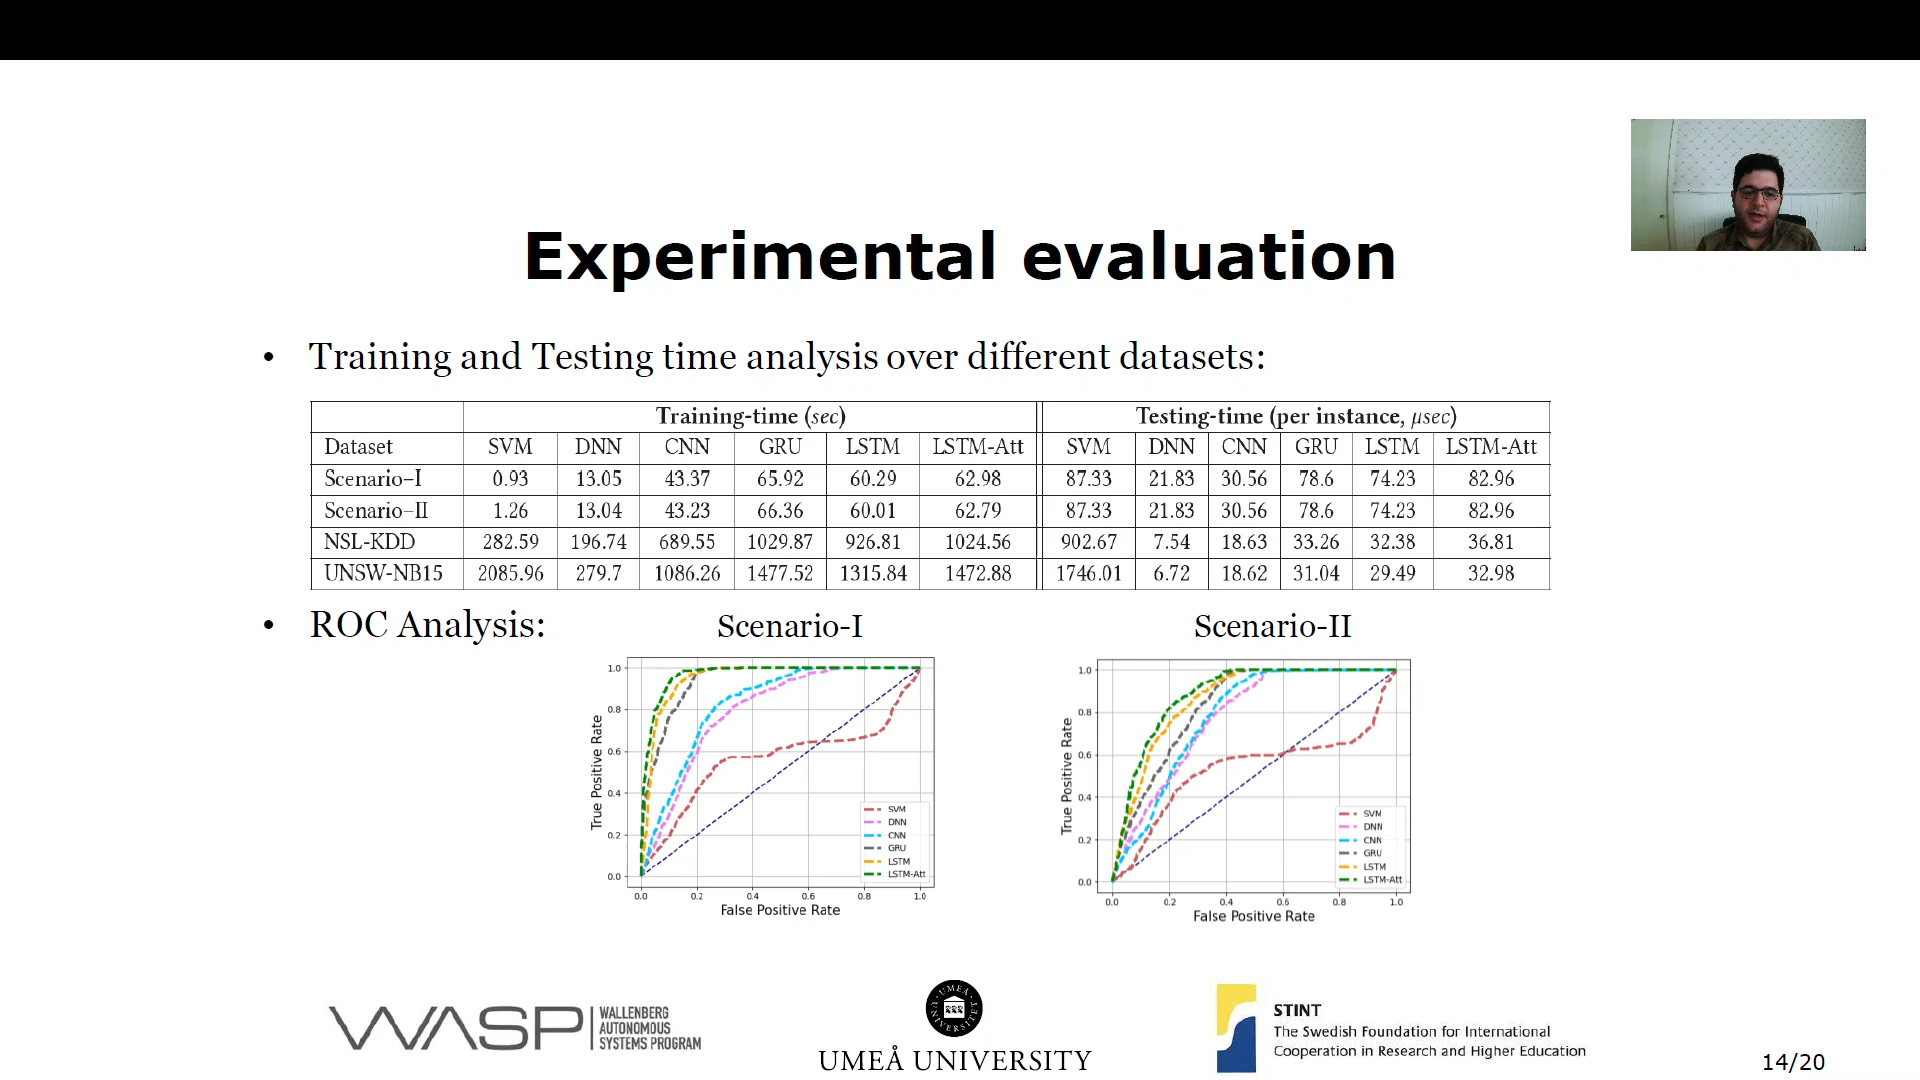 Experimental evaluation
• Training and Testing time analysis over different datasets:
Training-time (sec) Testing-time (per instance, μsec)
Dataset SVM DNN CNN GRU LSTM LSTM-Att SVM DNN CNN GRU LSTM LSTM-Att
Scenario–I 0.93 13.05 43.37 65.92 60.29 62.98 87.33 21.83 30.56 78.6 74.23 82.96
Scenario–II 1.26 13.04 43.23 66.36 60.01 62.79 87.33 21.83 30.56 78.6 74.23 82.96
NSL-KDD 282.59 196.74 689.55 1029.87 926.81 1024.56 902.67 7.54 18.63 33.26 32.38 36.81
UNSW-NB15 2085.96 279.7 1086.26 1477.52 1315.84 1472.88 1746.01 6.72 18.62 31.04 29.49 32.98
• ROC Analysis:
Scenario-I
1.0
0.8
0.6
0.4
0.2
0.0
True Positive Rate
SVM
DNN
CNN
GRU
LSTM
LSTM-Att
0.0 0.2 0.4 0.6 0.8 1.0
False Positive Rate
Scenario-II
1.0
0.8
0.6
0.4
0.2
0.0
True Positive Rate
SVM
DNN
CNN
GRU
LSTM
LSTM-Att
0.0 0.2 0.4 0.6 0.8 1.0
False Positive Rate
WASP
WALLENBERG
AUTONOMOUS
SYSTEMS PROGRAM
UMEÅ
UNIVERSITET
UMEÅ UNIVERSITY
STINT
The Swedish Foundation for International
Cooperation in Research and Higher Education
14/20